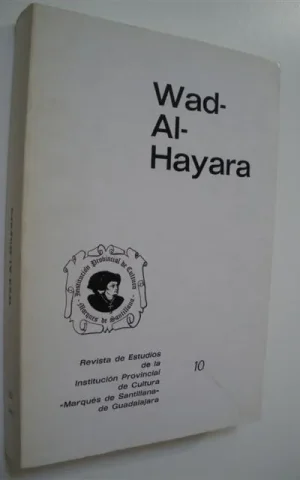 Wad-
Al-
Hayara
Institución Provincial de Cultura
Marqués de Santillana
Revista de Estudios
de la
Institución Provincial
de Cultura
«Marqués de Santillana»
de Guadalajara
10